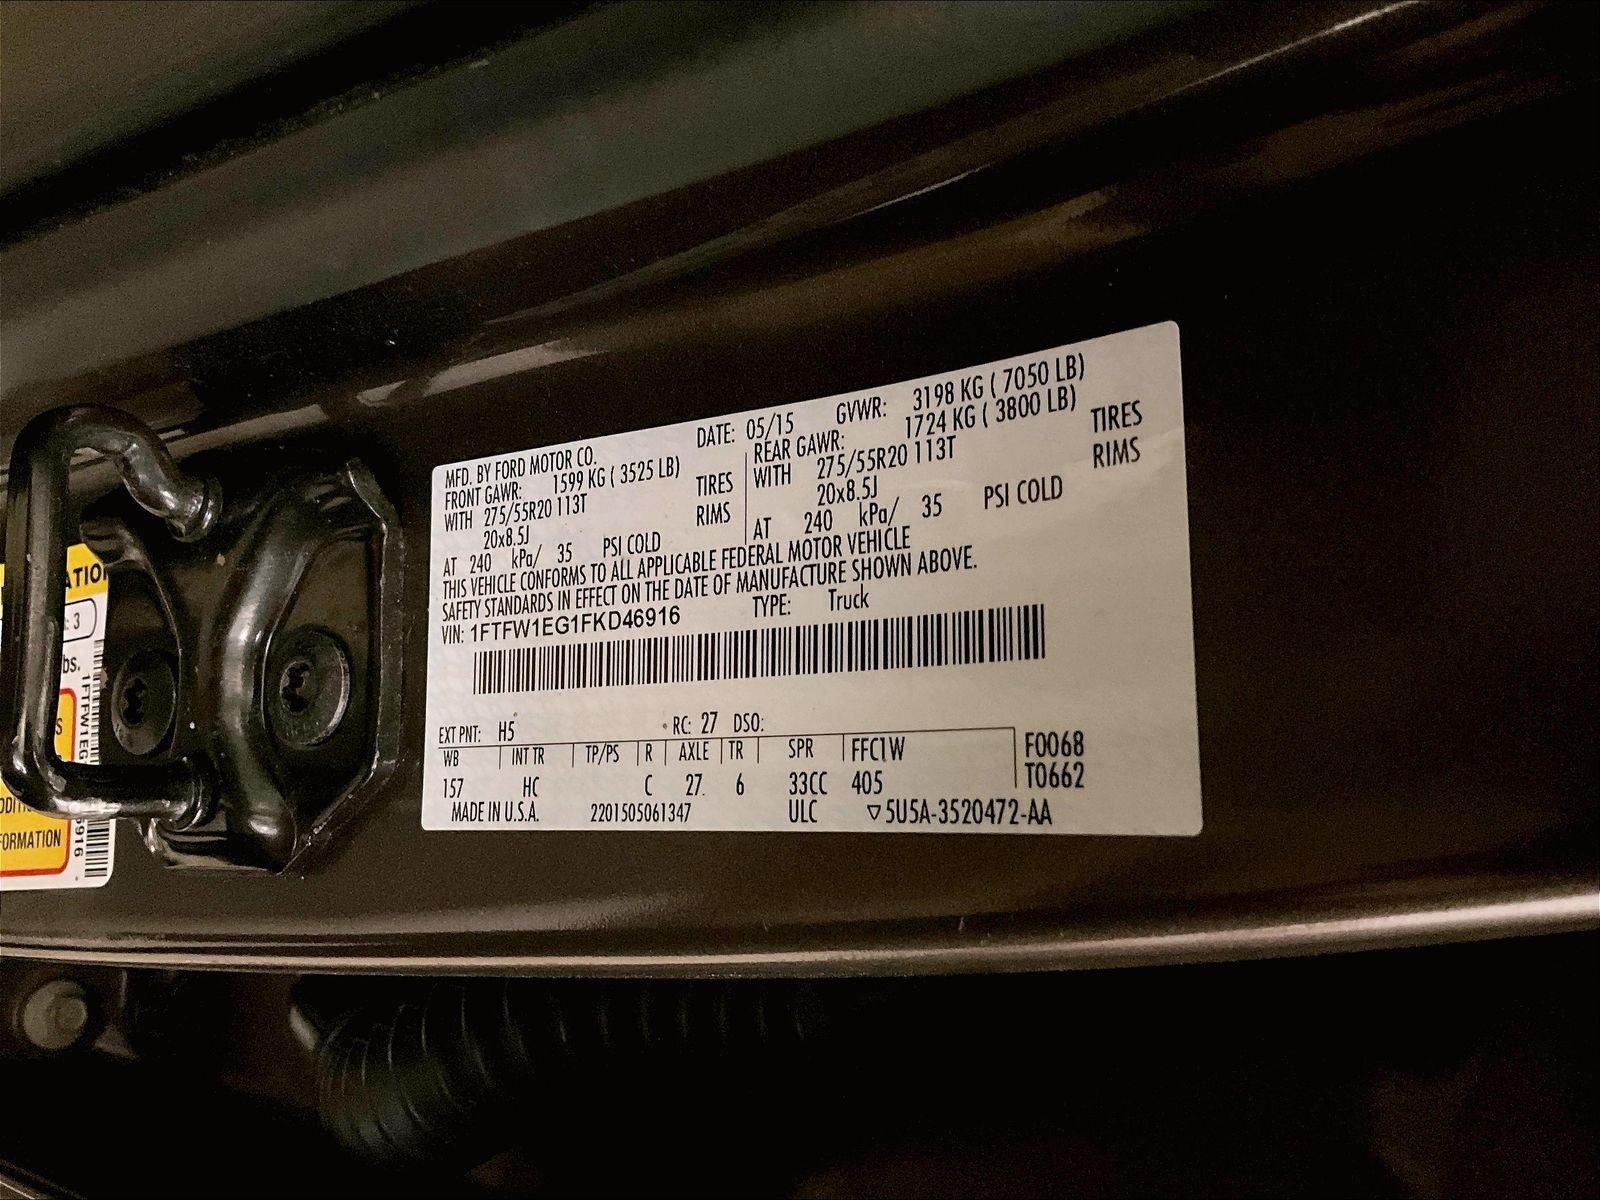 MFD. BY FORD MOTOR CO. DATE: 05/15 GVWR: 3198 KG ( 7050 LB)
FRONT GAWR: 1599 KG ( 3525 LB) REAR GAWR: 1724 KG ( 3800 LB)
WITH 275/55R20 113T TIRES WITH 275/55R20 113T TIRES
20x8.5J RIMS 20x8.5J RIMS
AT 240 kPa/ 35 PSI COLD AT 240 kPa/ 35 PSI COLD
THIS VEHICLE CONFORMS TO ALL APPLICABLE FEDERAL MOTOR VEHICLE
SAFETY STANDARDS IN EFFECT ON THE DATE OF MANUFACTURE SHOWN ABOVE.
VIN: 1FTFW1EG1FKD46916 TYPE: Truck
EXT PNT: H5 RC: 27 DSO:
WB INT TR TP/PS R AXLE TR SPR FFC1W F0068
157 HC C 27. 6 33CC 405 T0662
MADE IN U.S.A. 2201505061347 ULC ▽5U5A-3520472-AA
: 3
bs.
1FTFW1EG
6916